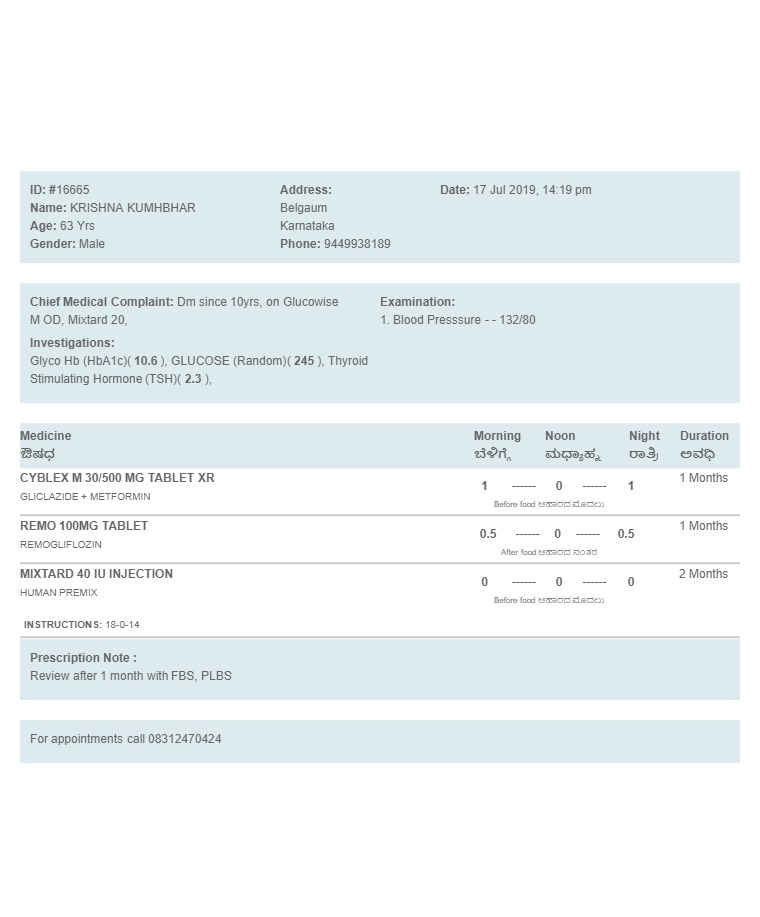 ID: #16665
Name: KRISHNA KUMHBHAR
Age: 63 Yrs
Gender: Male
Address:
Belgaum
Karnataka
Phone: 9449938189
Date: 17 Jul 2019, 14:19 pm
Chief Medical Complaint: Dm since 10yrs, on Glucowise
M OD, Mixtard 20,
Investigations:
Glyco Hb (HbA1c)( 10.6 ), GLUCOSE (Random)( 245 ), Thyroid
Stimulating Hormone (TSH)( 2.3 ),
Examination:
1. Blood Presssure - - 132/80
Medicine Morning Noon Night Duration
ಔಷಧ ಬೆಳಿಗ್ಗೆ ಮಧ್ಯಾಹ್ನ ರಾತ್ರಿ ಅವಧಿ
CYBLEX M 30/500 MG TABLET XR 1 ------ 0 ------ 1 1 Months
GLICLAZIDE + METFORMIN Before food ಆಹಾರದ ಮೊದಲು
REMO 100MG TABLET 0.5 ------ 0 ------ 0.5 1 Months
REMOGLIFLOZIN After food ಆಹಾರದ ನಂತರ
MIXTARD 40 IU INJECTION 0 ------ 0 ------ 0 2 Months
HUMAN PREMIX Before food ಆಹಾರದ ಮೊದಲು
INSTRUCTIONS: 18-0-14
Prescription Note :
Review after 1 month with FBS, PLBS
For appointments call 08312470424